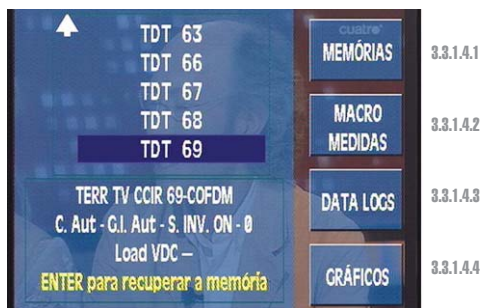 TDT 63
TDT 66
TDT 67
TDT 68
TDT 69
TERR TV CCIR 69-COFDM
C. Aut - G.I. Aut - S. INV. ON - 0
Load VDC –
ENTER para recuperar a memória
cuatro
MEMÓRIAS
3.3.1.4.1
MACRO
MEDIDAS
3.3.1.4.2
DATA LOGS
3.3.1.4.3
GRÁFICOS
3.3.1.4.4